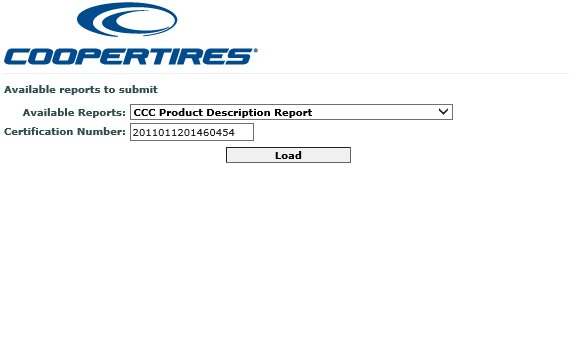 COOPERTIRES®
Available reports to submit
Available Reports: CCC Product Description Report
Certification Number: 2011011201460454
Load